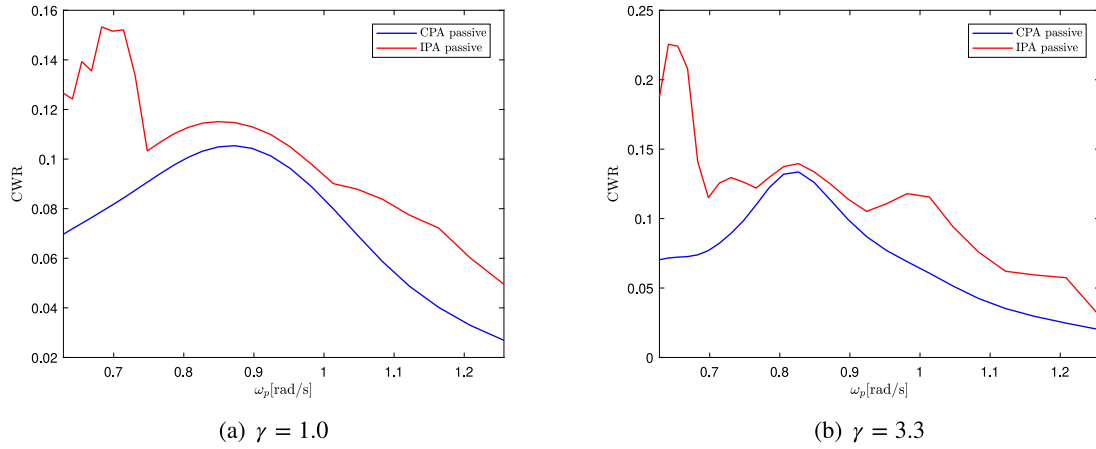 0.16
0.14
0.12
0.1
0.08
0.06
0.04
0.02
CWR
0.7 0.8 0.9 1 1.1 1.2
ω_p[rad/s]
CPA passive
IPA passive
(a) γ = 1.0
0.25
0.2
0.15
0.1
0.05
0
CWR
0.7 0.8 0.9 1 1.1 1.2
ω_p[rad/s]
CPA passive
IPA passive
(b) γ = 3.3